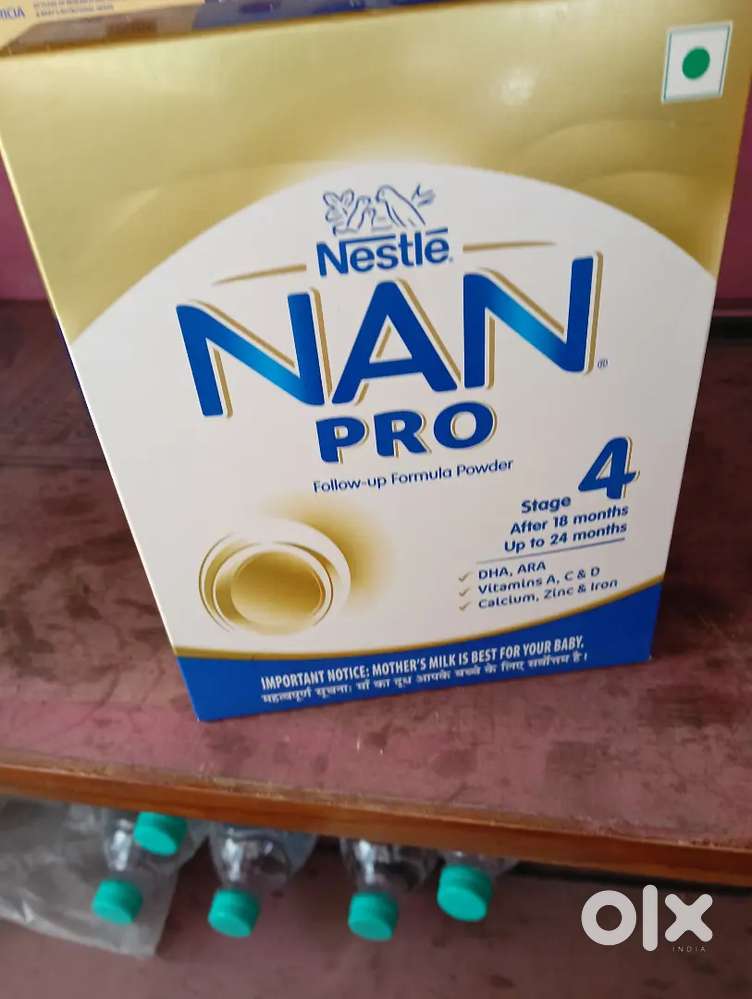 Nestlé
NAN®
PRO
Follow-up Formula Powder
Stage 4
After 18 months
Up to 24 months
DHA, ARA
Vitamins A, C & D
Calcium, Zinc & Iron
IMPORTANT NOTICE: MOTHER'S MILK IS BEST FOR YOUR BABY.
महत्वपूर्ण सूचना: माँ का दूध आपके बच्चे के लिए सर्वोत्तम है।
olx
INDIA